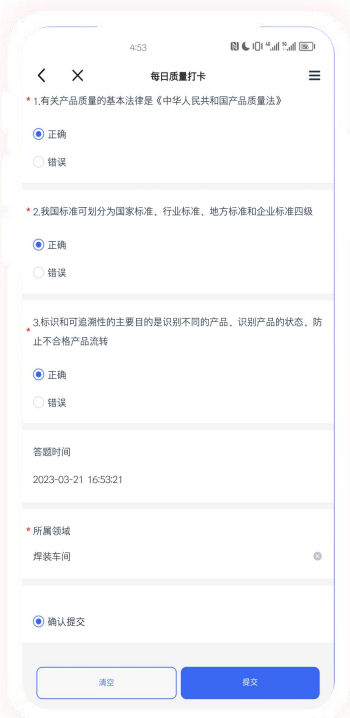 4:53
每日质量打卡
* 1.有关产品质量的基本法律是《中华人民共和国产品质量法》
正确
错误
* 2.我国标准可划分为国家标准、行业标准、地方标准和企业标准四级
正确
错误
* 3.标识和可追溯性的主要目的是识别不同的产品、识别产品的状态、防
止不合格产品流转
正确
错误
答题时间
2023-03-21 16:53:21
* 所属领域
焊装车间
确认提交
清空
提交